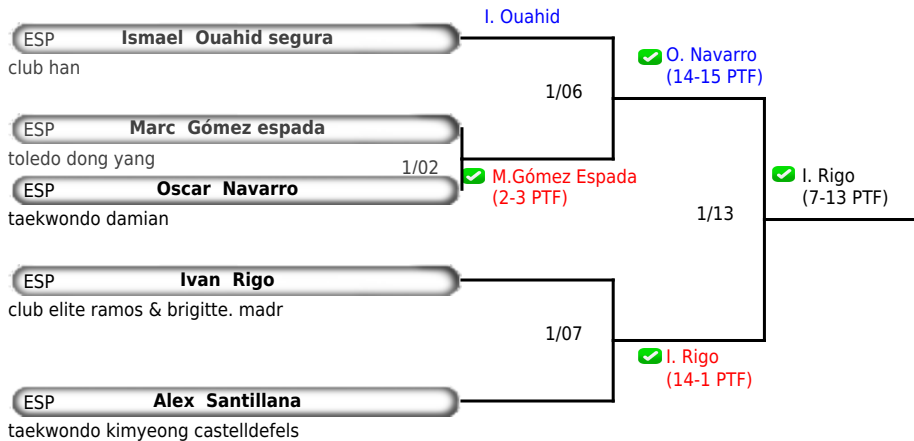 I. Ouahid
ESP Ismael Ouahid segura
club han
O. Navarro
(14-15 PTF)
1/06
ESP Marc Gómez espada
toledo dong yang
1/02
M.Gómez Espada
(2-3 PTF)
ESP Oscar Navarro
taekwondo damian
I. Rigo
(7-13 PTF)
1/13
ESP Ivan Rigo
club elite ramos & brigitte. madr
1/07
I. Rigo
(14-1 PTF)
ESP Alex Santillana
taekwondo kimyeong castelldefels